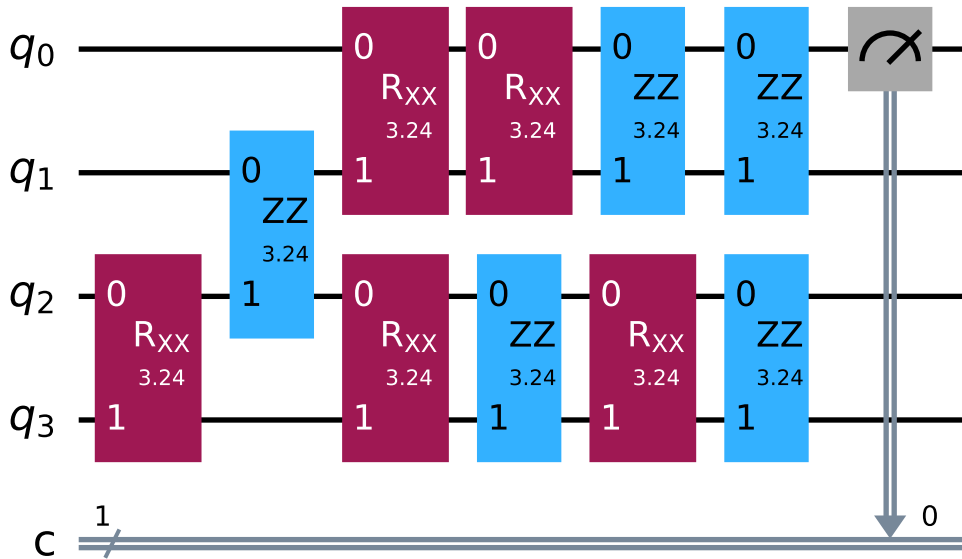 q0 0 RXX 3.24 1 0 RXX 3.24 1 0 ZZ 3.24 1 0 ZZ 3.24 1
q1 0 ZZ 3.24 1
q2 0 RXX 3.24 1 0 RXX 3.24 1 0 ZZ 3.24 1 0 RXX 3.24 1 0 ZZ 3.24 1
q3
c 1 0